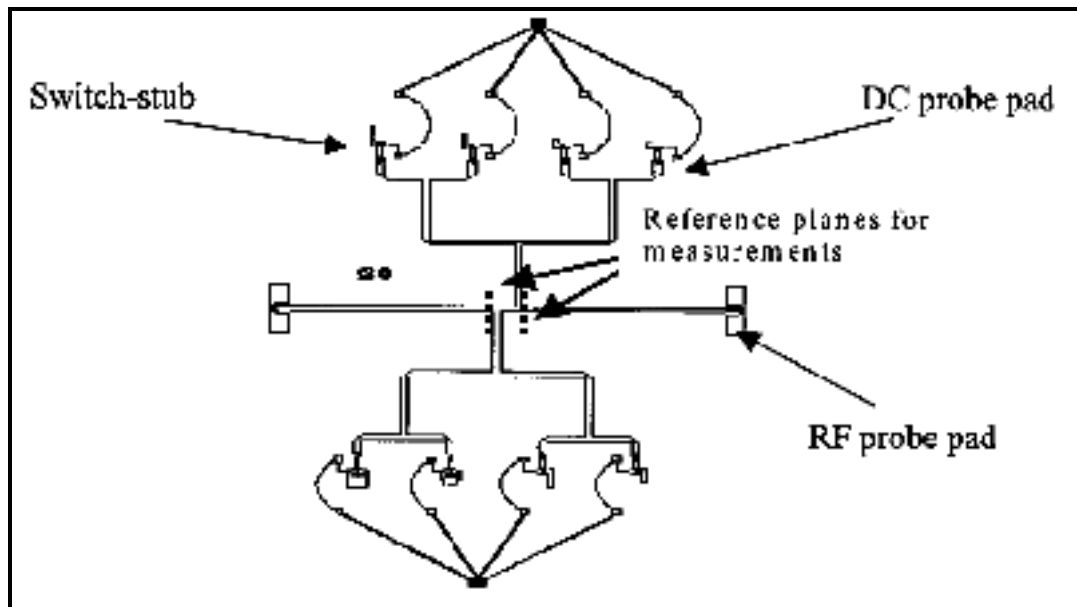 Switch-stub
DC probe pad
Reference planes for
measurements
RF probe pad